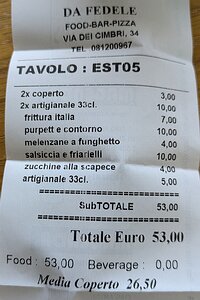 DA FEDELE
FOOD-BAR-PIZZA
VIA DEI CIMBRI, 34
TEL 081200967
TAVOLO : EST05
2x coperto 3,00
2x artigianale 33cl. 10,00
frittura italia 7,00
purpett e contorno 10,00
melenzane a funghetto 4,00
salsiccia e friarielli 10,00
zucchine alla scapece 4,00
artigianale 33cl. 5,00
SubTOTALE 53,00
Totale Euro 53,00
Food : 53,00 Beverage : 0,00
Media Coperto 26,50